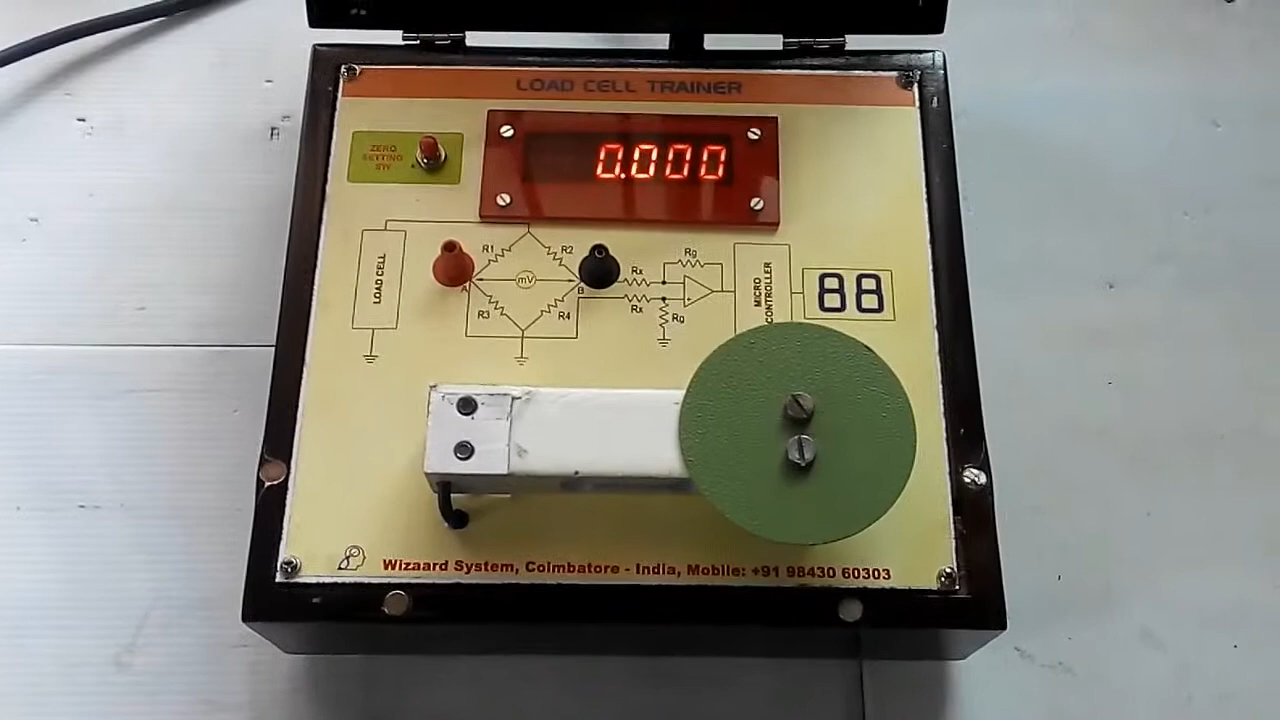 LOAD CELL TRAINER
ZERO
SETTING
SW
0.000
LOAD CELL
R1
R2
mV
A
B
R3
R4
Rx
Rx
Rg
Rg
MICRO
CONTROLLER
88
Wizaard System, Coimbatore - India, Mobile: +91 98430 60303